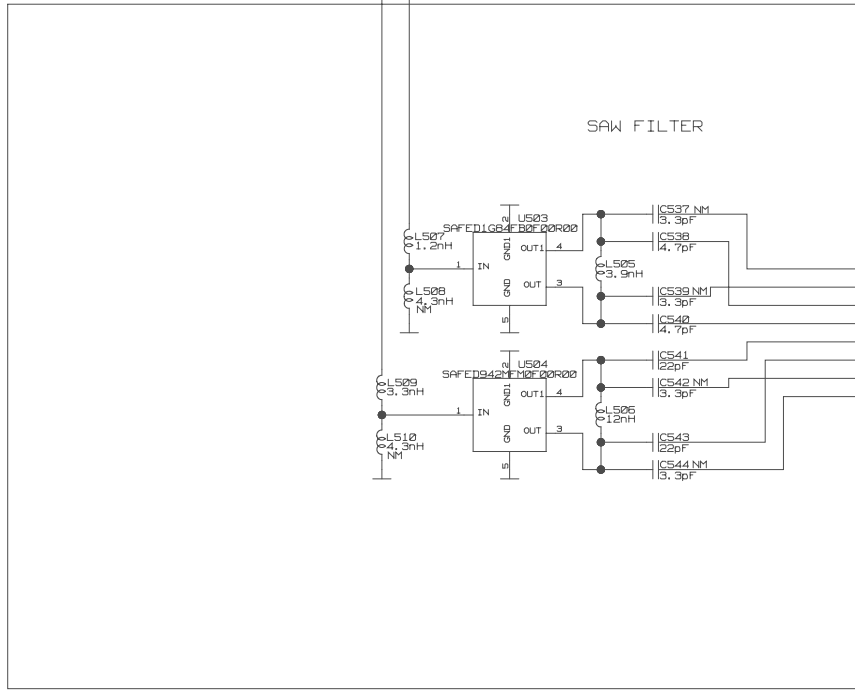 SAW FILTER
U503
SAFED1G84FB0F00R00
L507
1.2nH
L508
4.3nH
NM
1
IN
2
GND1
OUT1
4
GND
OUT
3
5
L505
3.9nH
C537 NM
3.3pF
C538
4.7pF
C539 NM
3.3pF
C540
4.7pF
U504
SAFED942MFM0F00R00
L509
3.3nH
L510
4.3nH
NM
1
IN
2
GND1
OUT1
4
GND
OUT
3
5
L506
12nH
C541
22pF
C542 NM
3.3pF
C543
22pF
C544 NM
3.3pF